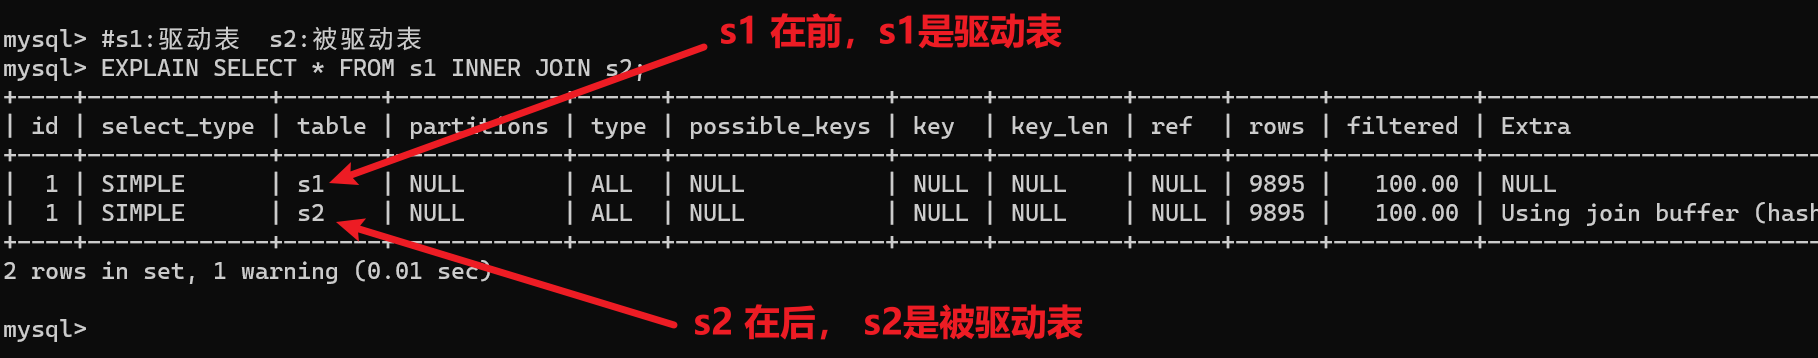 s1 在前，s1是驱动表
mysql> #s1:驱动表  s2:被驱动表
mysql> EXPLAIN SELECT * FROM s1 INNER JOIN s2;
+----+-------------+-------+------------+------+---------------+------+---------+------+------+----------+-----------------------
| id | select_type | table | partitions | type | possible_keys | key  | key_len | ref  | rows | filtered | Extra
+----+-------------+-------+------------+------+---------------+------+---------+------+------+----------+-----------------------
|  1 | SIMPLE      | s1    | NULL       | ALL  | NULL          | NULL | NULL    | NULL | 9895 |   100.00 | NULL
|  1 | SIMPLE      | s2    | NULL       | ALL  | NULL          | NULL | NULL    | NULL | 9895 |   100.00 | Using join buffer (hash
+----+-------------+-------+------------+------+---------------+------+---------+------+------+----------+-----------------------
2 rows in set, 1 warning (0.01 sec)
s2 在后， s2是被驱动表
mysql>